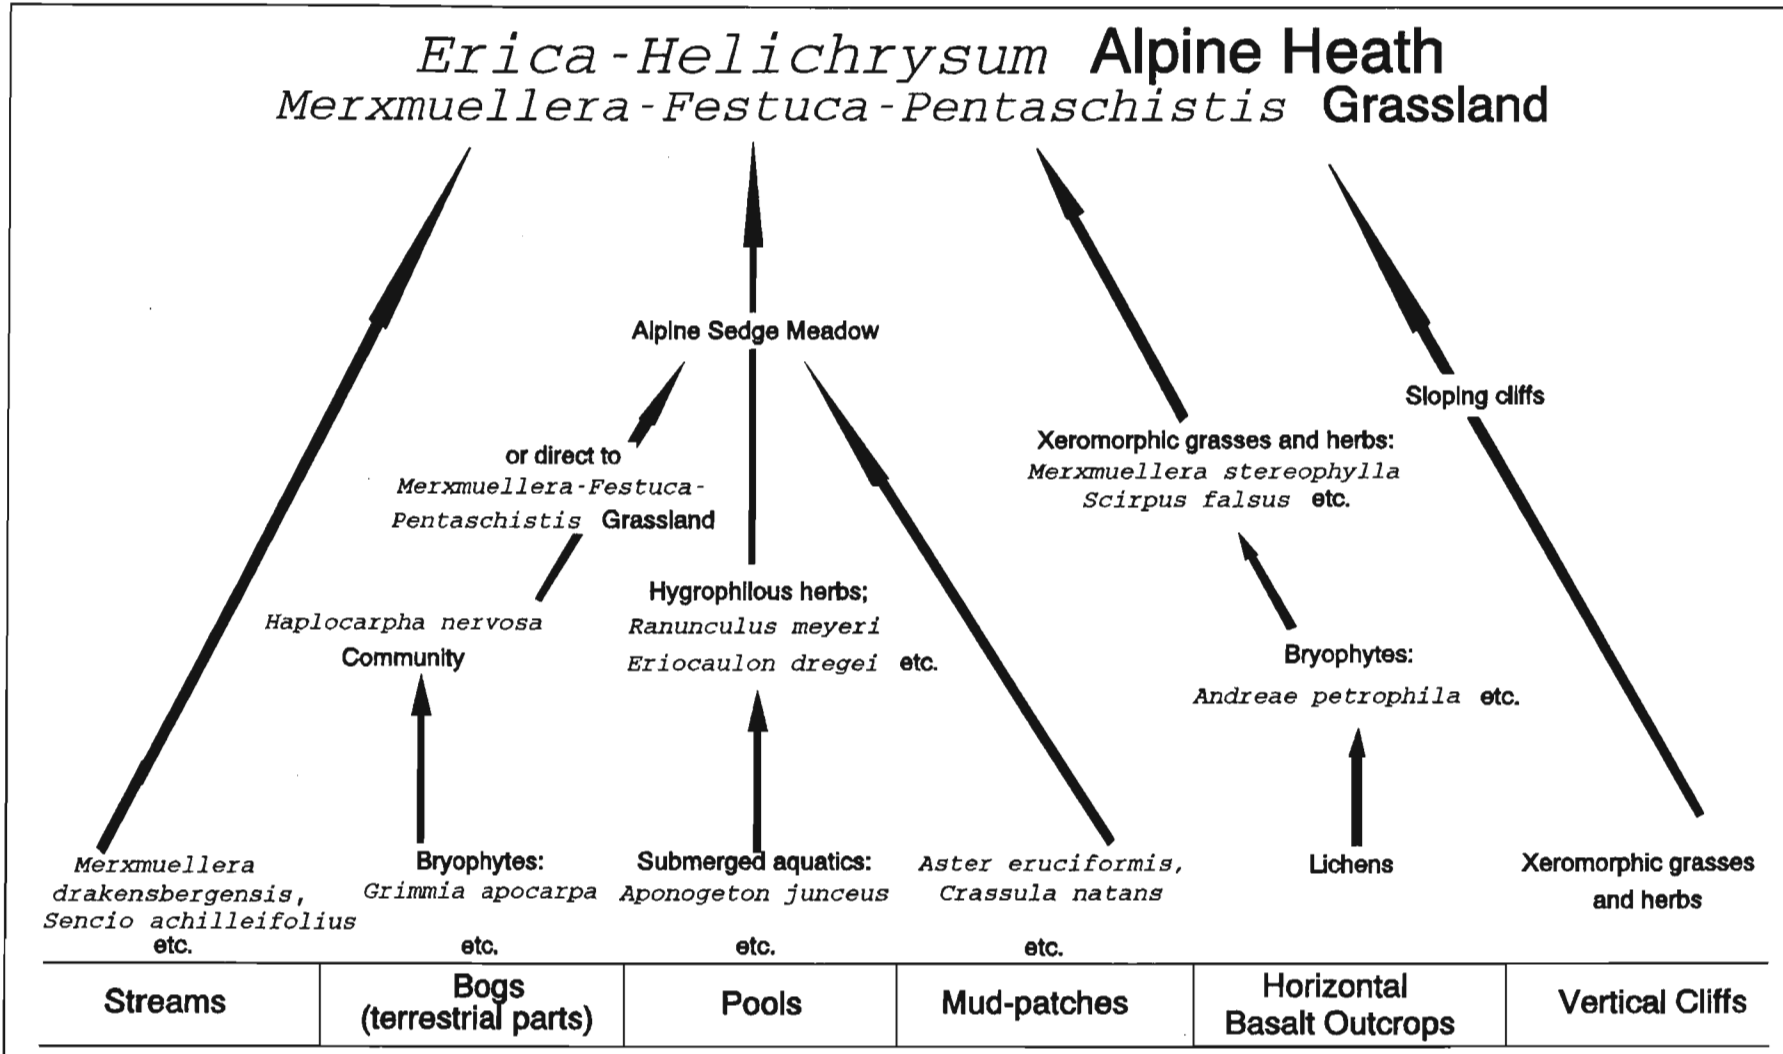 Erica-Helichrysum Alpine Heath
Merxmuellera-Festuca-Pentaschistis Grassland
Alpine Sedge Meadow
Sloping cliffs
or direct to
Merxmuellera-Festuca-
Pentaschistis Grassland
Xeromorphic grasses and herbs:
Merxmuellera stereophylla
Scirpus falsus etc.
Haplocarpha nervosa
Community
Hygrophilous herbs;
Ranunculus meyeri
Eriocaulon dregei etc.
Bryophytes:
Andreae petrophila etc.
Merxmuellera
drakensbergensis,
Sencio achilleifolius
etc.
Bryophytes:
Grimmia apocarpa
etc.
Submerged aquatics:
Aponogeton junceus
etc.
Aster eruciformis,
Crassula natans
etc.
Lichens
Xeromorphic grasses
and herbs
Streams
Bogs
(terrestrial parts)
Pools
Mud-patches
Horizontal
Basalt Outcrops
Vertical Cliffs